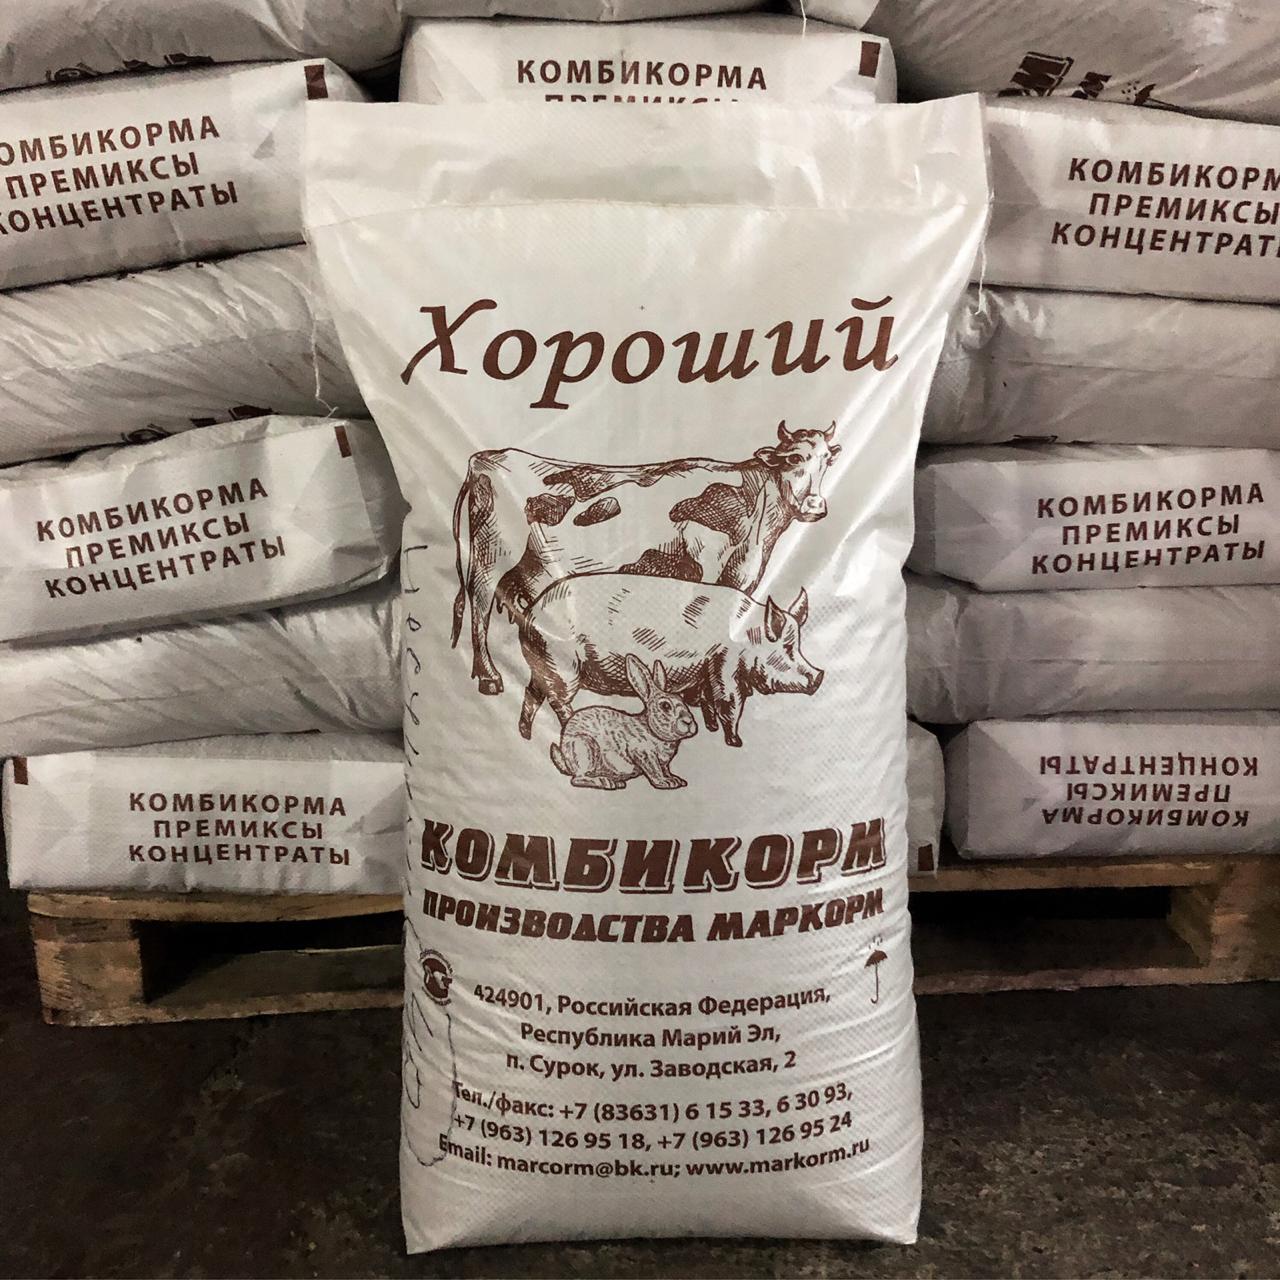 КОМБИКОРМА
КОМБИКОРМА
ПРЕМИКСЫ
КОНЦЕНТРАТЫ
ПРЕМИКСЫ
Хороший
КОМБИКОРМА
ПРЕМИКСЫ
КОНЦЕНТРАТЫ
КОМБИКОРМА
ПРЕМИКСЫ
КОНЦЕНТРАТЫ
КОМБИКОРМА
ПРЕМИКСЫ
КОНЦЕНТРАТЫ
КОМБИКОРМА
ПРЕМИКСЫ
КОНЦЕНТРАТЫ
КОМБИКОРМА
ПРЕМИКСЫ
КОНЦЕНТРАТЫ
КОМБИКОРМ
ПРОИЗВОДСТВА МАРКОРМ
424901, Российская Федерация,
Республика Марий Эл,
п. Сурок, ул. Заводская, 2
Тел./факс: +7 (83631) 6 15 33, 6 30 93,
+7 (963) 126 95 18, +7 (963) 126 95 24
Email: marcorm@bk.ru; www.markorm.ru